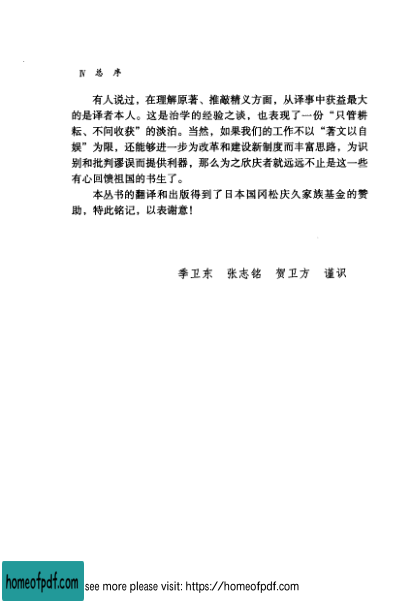 Ⅳ 总 序
有人说过，在理解原著、推敲精义方面，从译事中获益最大
的是译者本人。这是治学的经验之谈，也表现了一份“只管耕
耘、不问收获”的淡泊。当然，如果我们的工作不以“著文以自
娱”为限，还能够进一步为改革和建设新制度而丰富思路，为识
别和批判谬误而提供利器，那么为之欣庆者就远远不止是这一些
有心回馈祖国的书生了。
本丛书的翻译和出版得到了日本国冈松庆久家族基金的赞
助，特此铭记，以表谢意！
季卫东 张志铭 贺卫方 谨识
homeofpdf.com
see more please visit: https://homeofpdf.com